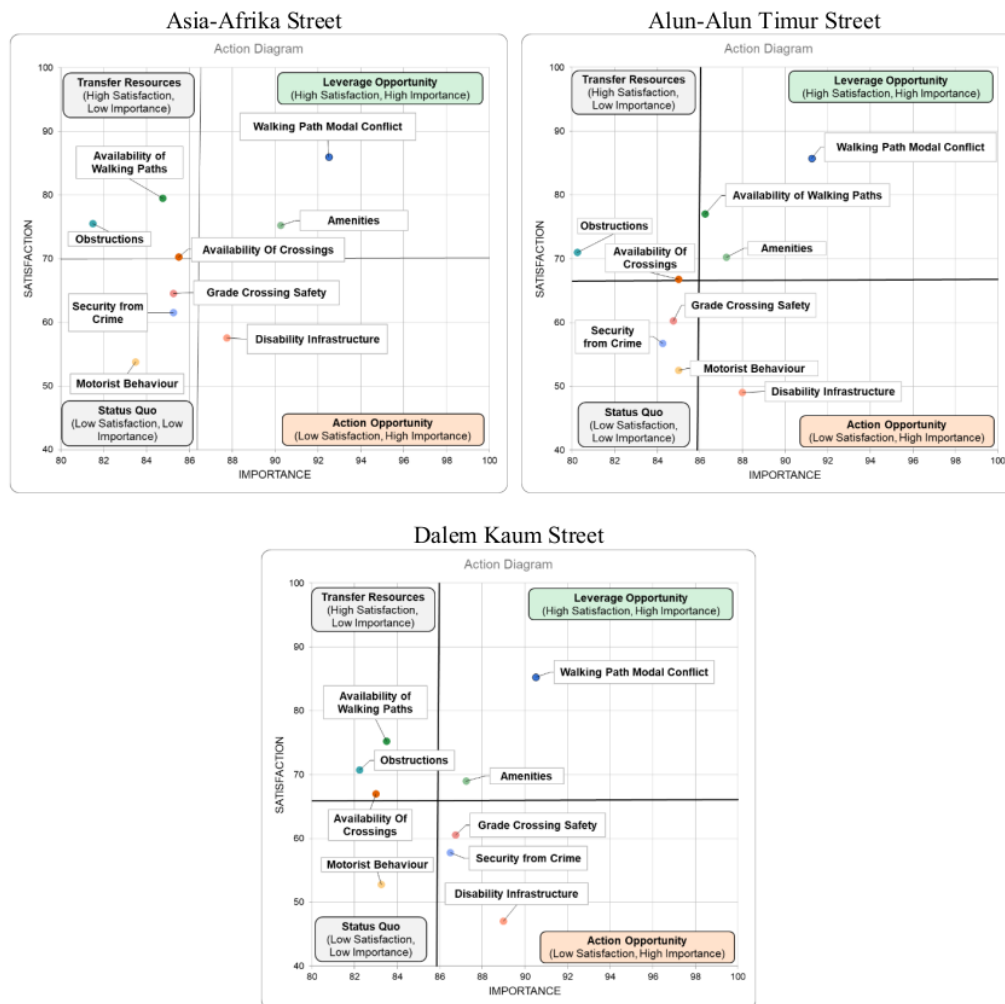 Asia-Afrika Street
Action Diagram
100
90
80
70
60
50
40
SATISFACTION
Transfer Resources
(High Satisfaction,
Low Importance)
Leverage Opportunity
(High Satisfaction, High Importance)
Walking Path Modal Conflict
Availability of
Walking Paths
Obstructions
Amenities
Availability Of Crossings
Grade Crossing Safety
Security from
Crime
Disability Infrastructure
Motorist Behaviour
Status Quo
(Low Satisfaction, Low
Importance)
Action Opportunity
(Low Satisfaction, High Importance)
80 82 84 86 88 90 92 94 96 98 100
IMPORTANCE
Alun-Alun Timur Street
Action Diagram
100
90
80
70
60
50
40
SATISFACTION
Transfer Resources
(High Satisfaction,
Low Importance)
Leverage Opportunity
(High Satisfaction, High Importance)
Walking Path Modal Conflict
Availability of Walking Paths
Obstructions
Availability Of
Crossings
Amenities
Grade Crossing Safety
Security
from Crime
Motorist Behaviour
Disability Infrastructure
Status Quo
(Low Satisfaction,
Low Importance)
Action Opportunity
(Low Satisfaction, High Importance)
80 82 84 86 88 90 92 94 96 98 100
IMPORTANCE
Dalem Kaum Street
Action Diagram
100
90
80
70
60
50
40
SATISFACTION
Transfer Resources
(High Satisfaction,
Low Importance)
Leverage Opportunity
(High Satisfaction, High Importance)
Walking Path Modal Conflict
Availability of
Walking Paths
Obstructions
Amenities
Availability Of
Crossings
Grade Crossing Safety
Motorist Behaviour
Security from Crime
Disability Infrastructure
Status Quo
(Low Satisfaction,
Low Importance)
Action Opportunity
(Low Satisfaction, High Importance)
80 82 84 86 88 90 92 94 96 98 100
IMPORTANCE